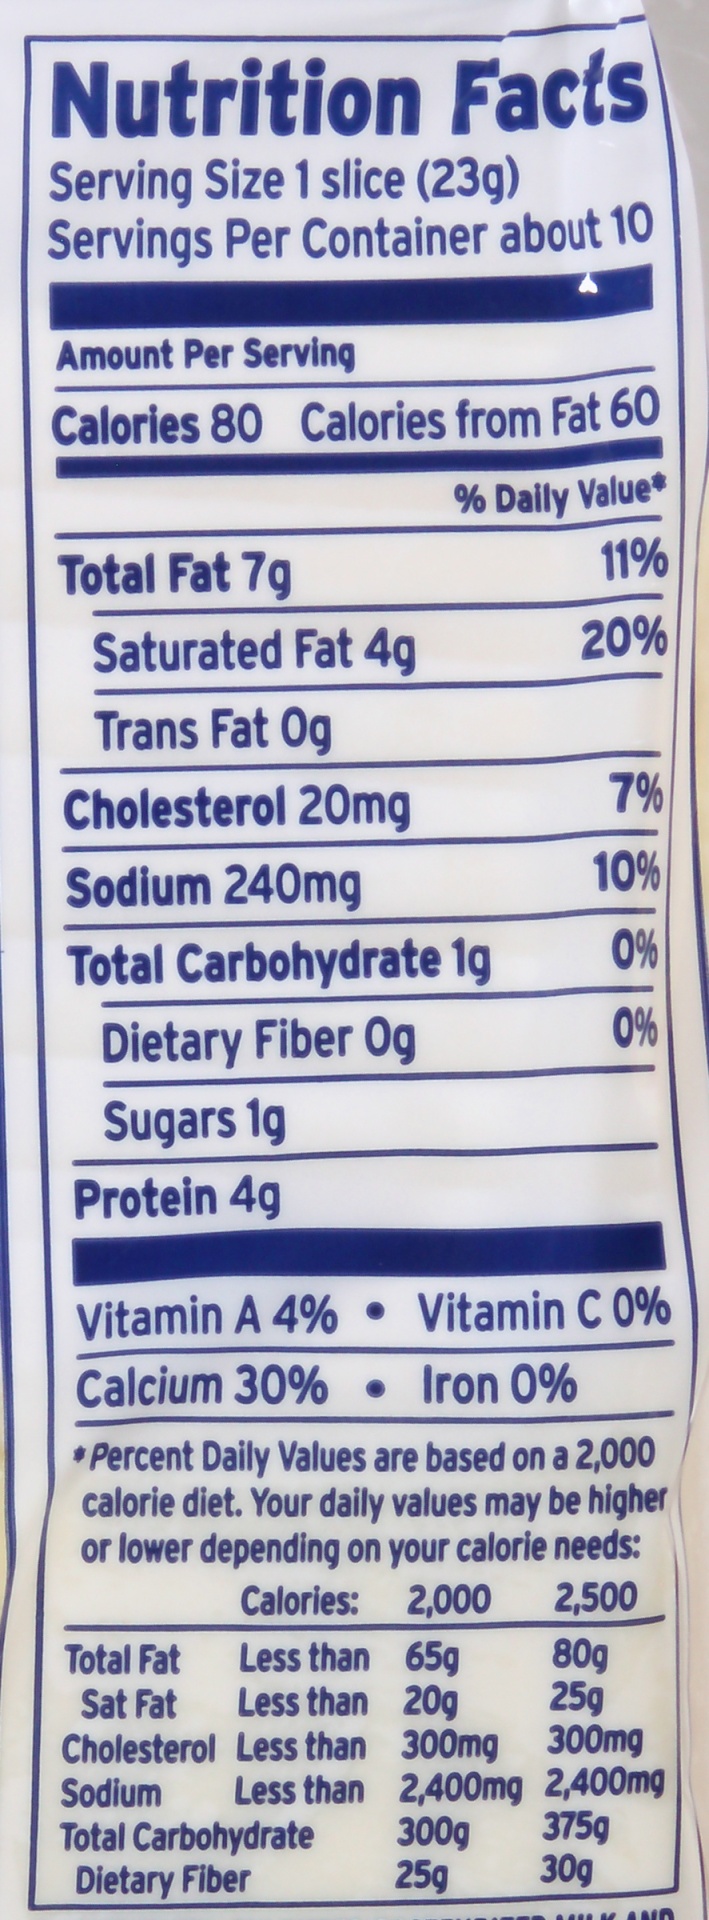 Nutrition Facts
Serving Size 1 slice (23g)
Servings Per Container about 10
Amount Per Serving
Calories 80 Calories from Fat 60
% Daily Value*
Total Fat 7g 11%
Saturated Fat 4g 20%
Trans Fat 0g
Cholesterol 20mg 7%
Sodium 240mg 10%
Total Carbohydrate 1g 0%
Dietary Fiber 0g 0%
Sugars 1g
Protein 4g
Vitamin A 4% • Vitamin C 0%
Calcium 30% • Iron 0%
*Percent Daily Values are based on a 2,000
calorie diet. Your daily values may be higher
or lower depending on your calorie needs:
Calories: 2,000 2,500
Total Fat Less than 65g 80g
Sat Fat Less than 20g 25g
Cholesterol Less than 300mg 300mg
Sodium Less than 2,400mg 2,400mg
Total Carbohydrate 300g 375g
Dietary Fiber 25g 30g
MILK AND